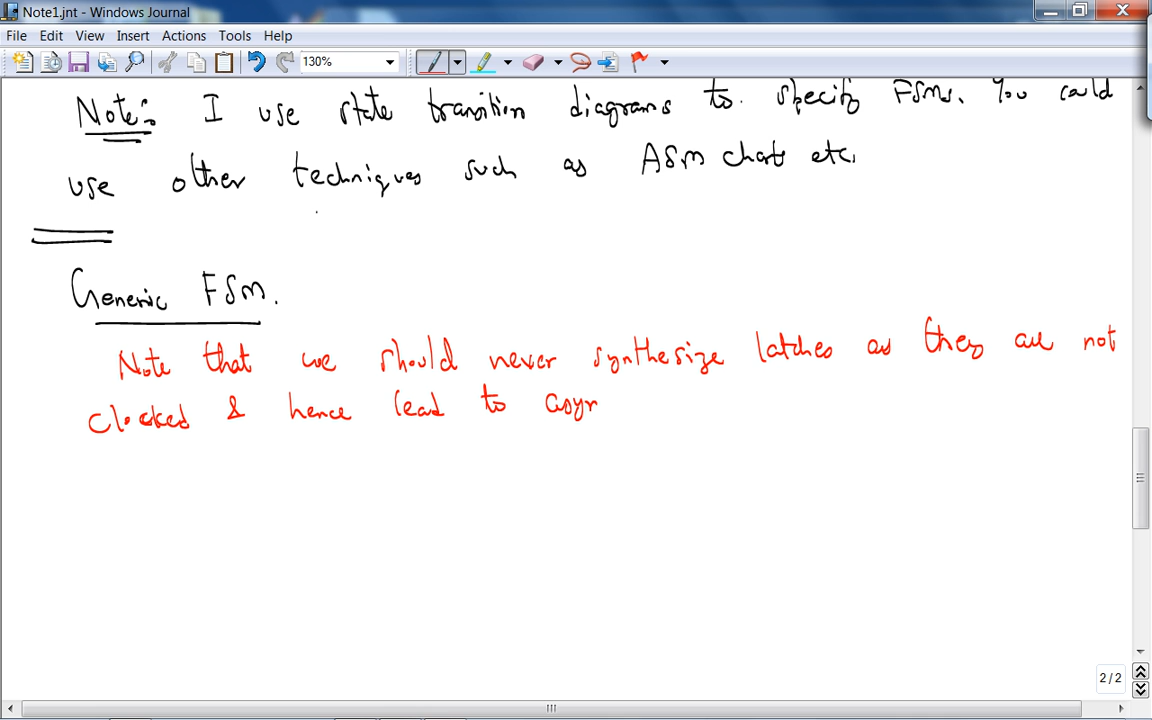 Note1.jnt - Windows Journal
File Edit View Insert Actions Tools Help
130%
Note: I use state transition diagrams to specify FSMs. You could
use other techniques such as ASM charts etc.
Generic FSM.
Note that we should never synthesize latches as they are not
clocked & hence lead to asyn
2/2